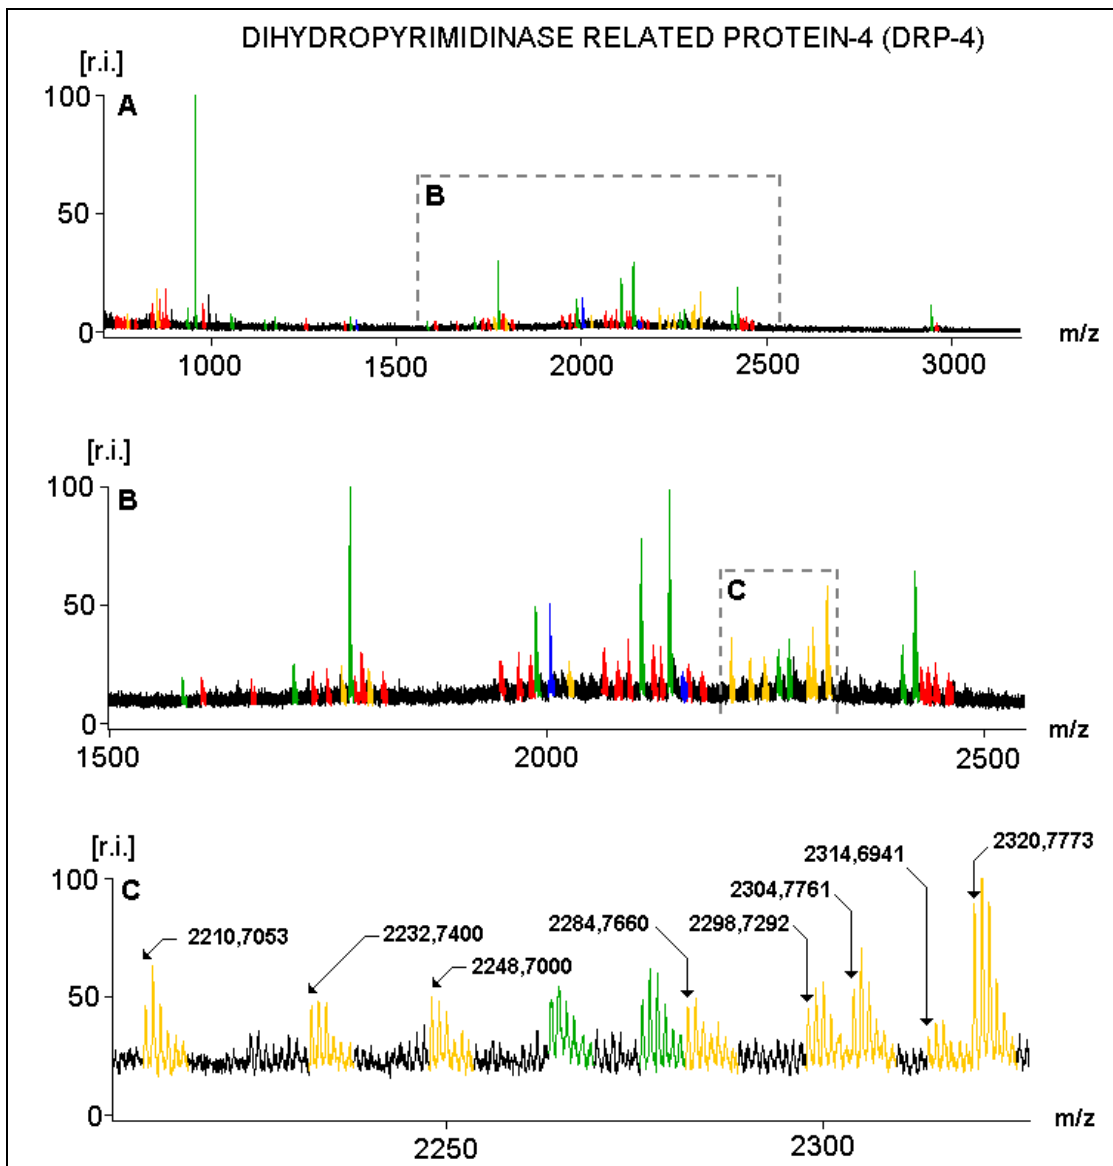 DIHYDROPYRIMIDINASE RELATED PROTEIN-4 (DRP-4)
[r.i.]
100
A
B
50
0
m/z
1000 1500 2000 2500 3000
[r.i.]
100
B
C
50
0
m/z
1500 2000 2500
[r.i.]
2320,7773
2314,6941
100
C
2304,7761
2284,7660
2298,7292
2210,7053
2232,7400
2248,7000
50
0
m/z
2250 2300